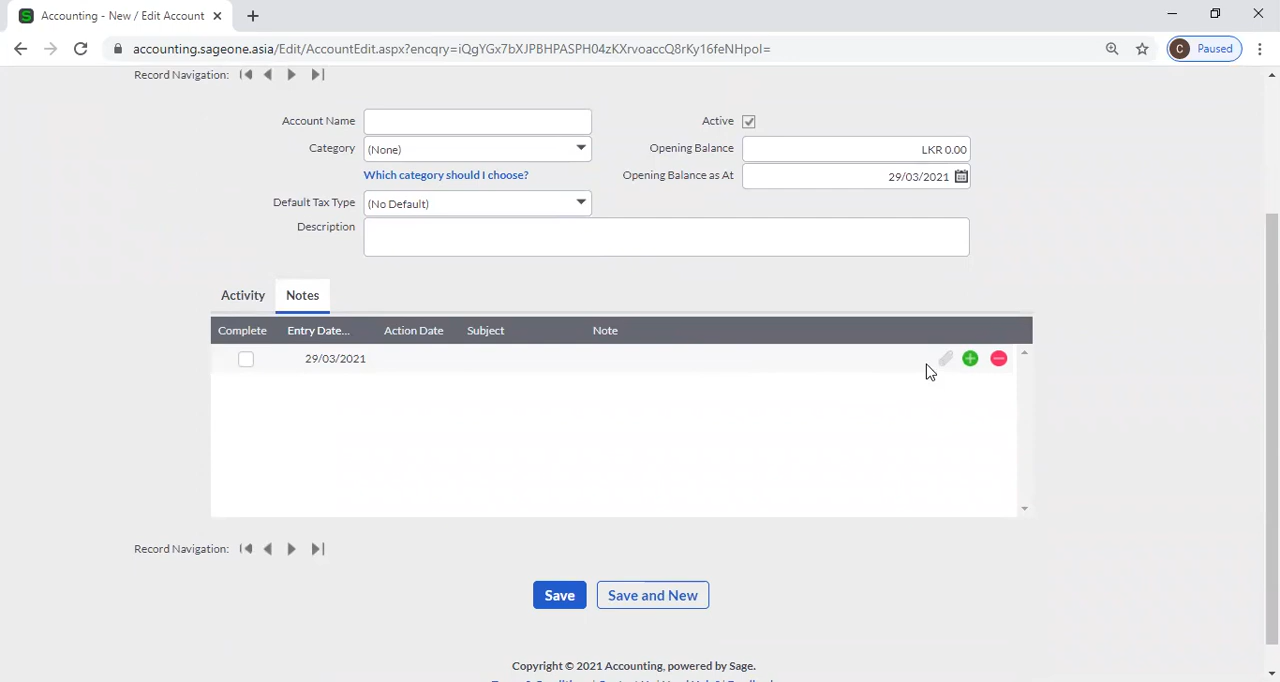 Accounting - New / Edit Account
accounting.sageone.asia/Edit/AccountEdit.aspx?encqry=iQgYGx7bXJPBHPASPH04zKXrvoaccQ8rKy16feNHpoI=
C Paused
Record Navigation:
Account Name
Active
Category (None)
Opening Balance LKR 0.00
Which category should I choose?
Opening Balance as At 29/03/2021
Default Tax Type (No Default)
Description
Activity Notes
Complete Entry Date... Action Date Subject Note
29/03/2021
Record Navigation:
Save Save and New
Copyright © 2021 Accounting, powered by Sage.